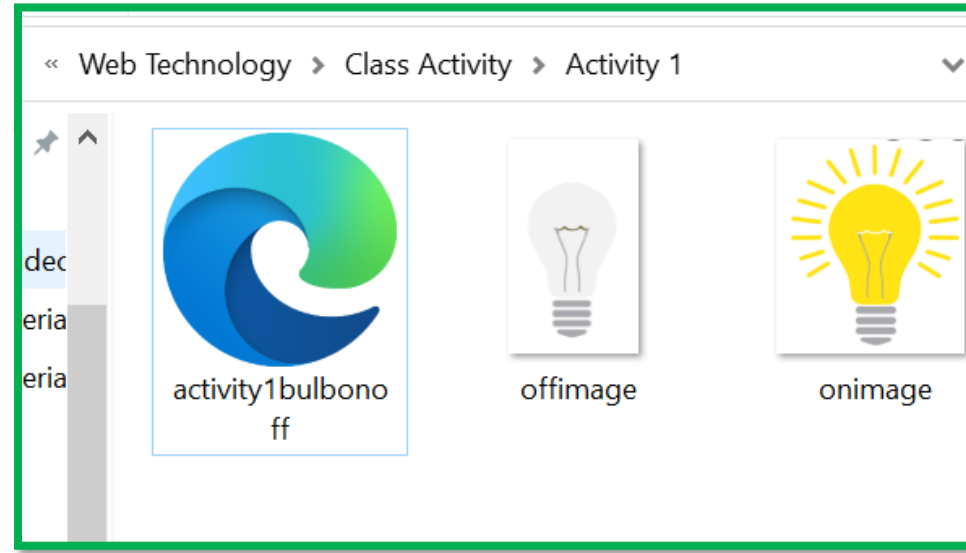 « Web Technology > Class Activity > Activity 1
dec
eria
eria
activity1bulbono
ff
offimage
onimage